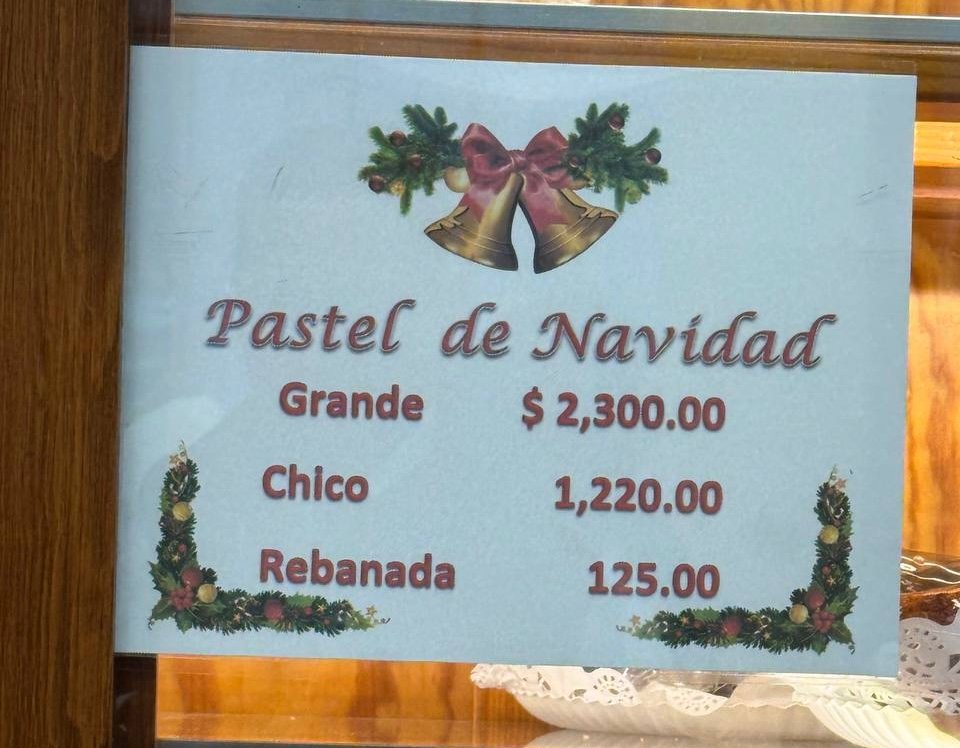 Pastel de Navidad
Grande $ 2,300.00
Chico 1,220.00
Rebanada 125.00